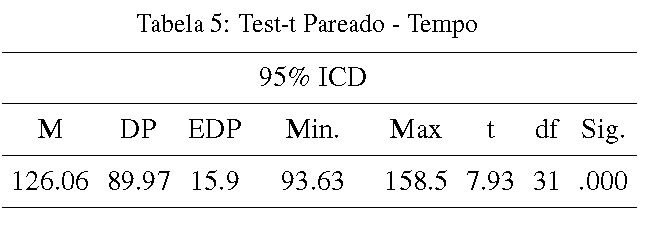 Tabela 5: Test-t Pareado - Tempo
95% ICD
M DP EDP Min. Max t df Sig.
126.06 89.97 15.9 93.63 158.5 7.93 31 .000